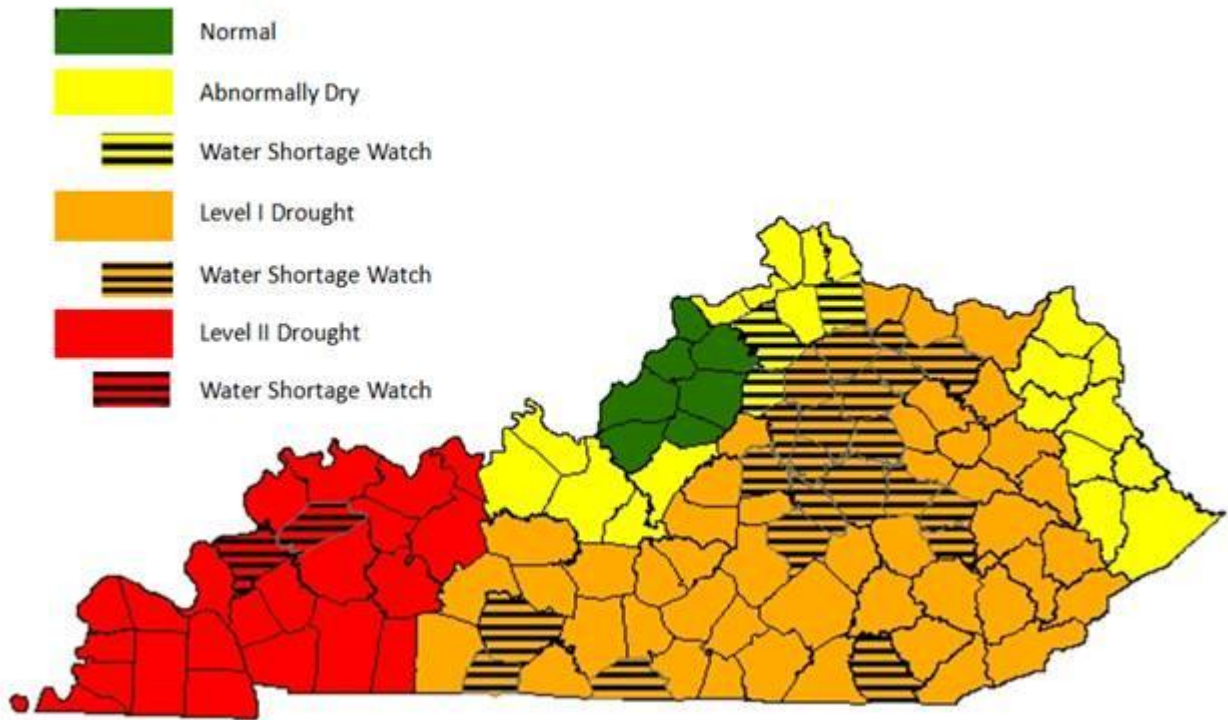 Normal
Abnormally Dry
Water Shortage Watch
Level I Drought
Water Shortage Watch
Level II Drought
Water Shortage Watch